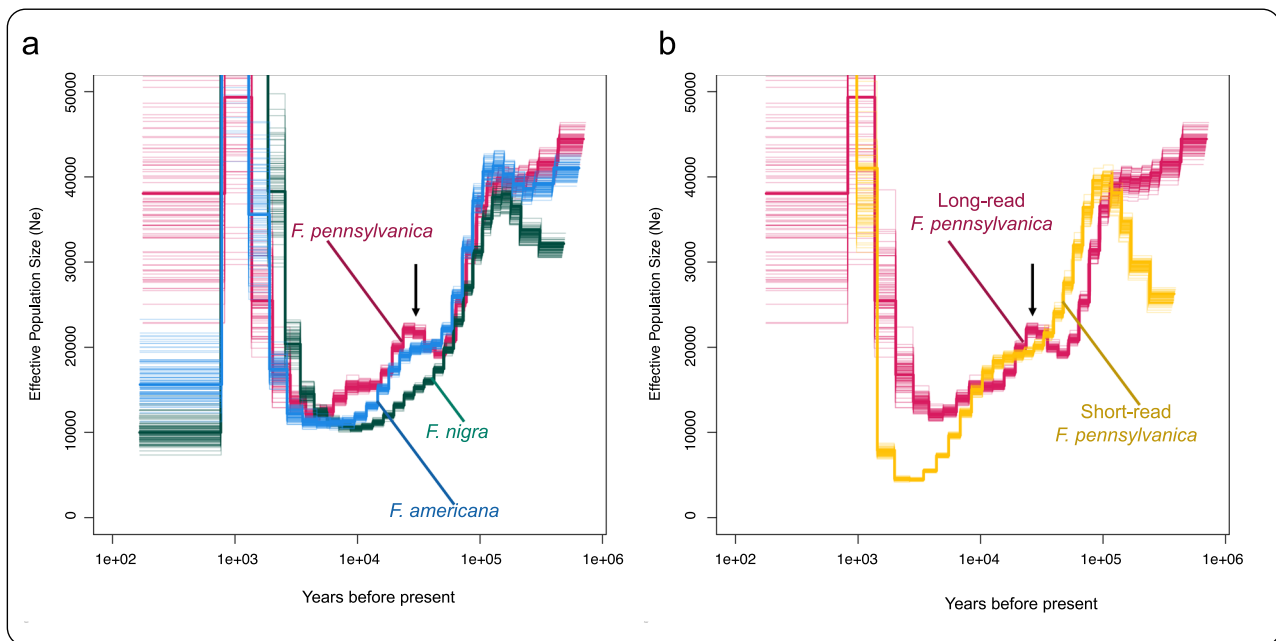 a
Effective Population Size (Ne)
50000
40000
30000
20000
10000
0
F. pennsylvanica
F. nigra
F. americana
1e+02 1e+03 1e+04 1e+05 1e+06
Years before present
b
Effective Population Size (Ne)
50000
40000
30000
20000
10000
0
Long-read
F. pennsylvanica
Short-read
F. pennsylvanica
1e+02 1e+03 1e+04 1e+05 1e+06
Years before present